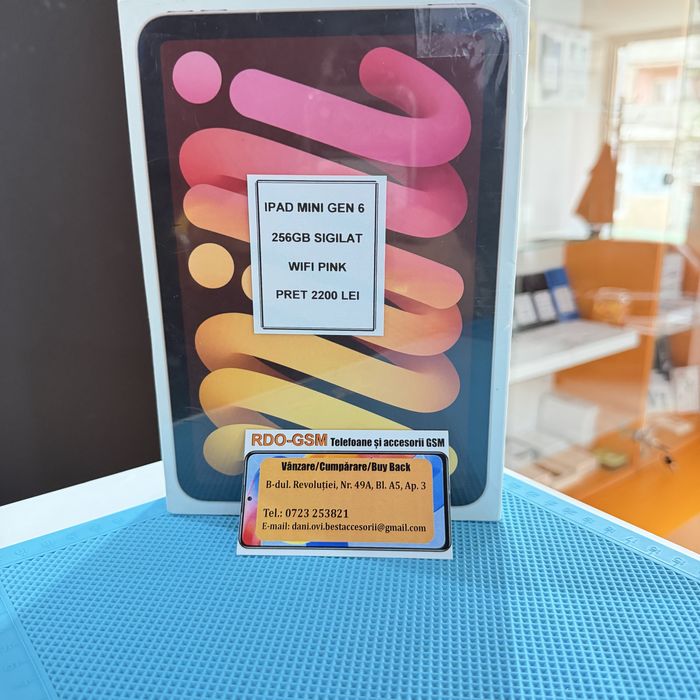 IPAD MINI GEN 6
256GB SIGILAT
WIFI PINK
PRET 2200 LEI
RDO-GSM Telefoane și accesorii GSM
Vânzare/Cumpărare/Buy Back
B-dul. Revoluției, Nr. 49A, Bl. A5, Ap. 3
Tel.: 0723 253821
E-mail: dani.ovi.bestaccesorii@gmail.com